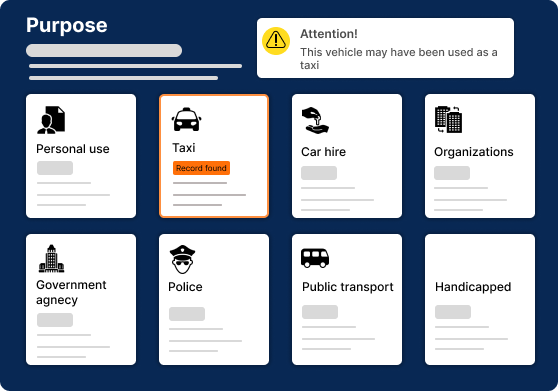 Purpose
Attention!
This vehicle may have been used as a
taxi
Personal use
Taxi
Record found
Car hire
Organizations
Government
agnecy
Police
Public transport
Handicapped